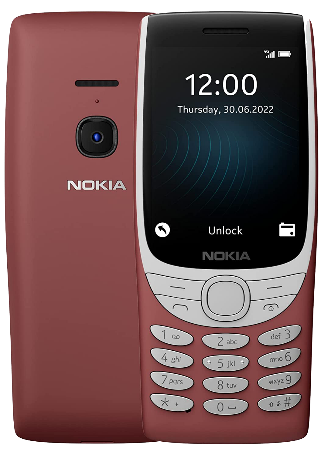 NOKIA
4G
12:00
Thursday, 30.06.2022
Unlock
NOKIA
1 2 abc def 3
4 ghi 5 jkl mno 6
7 pqrs 8 tuv wxyz 9
* + 0 #